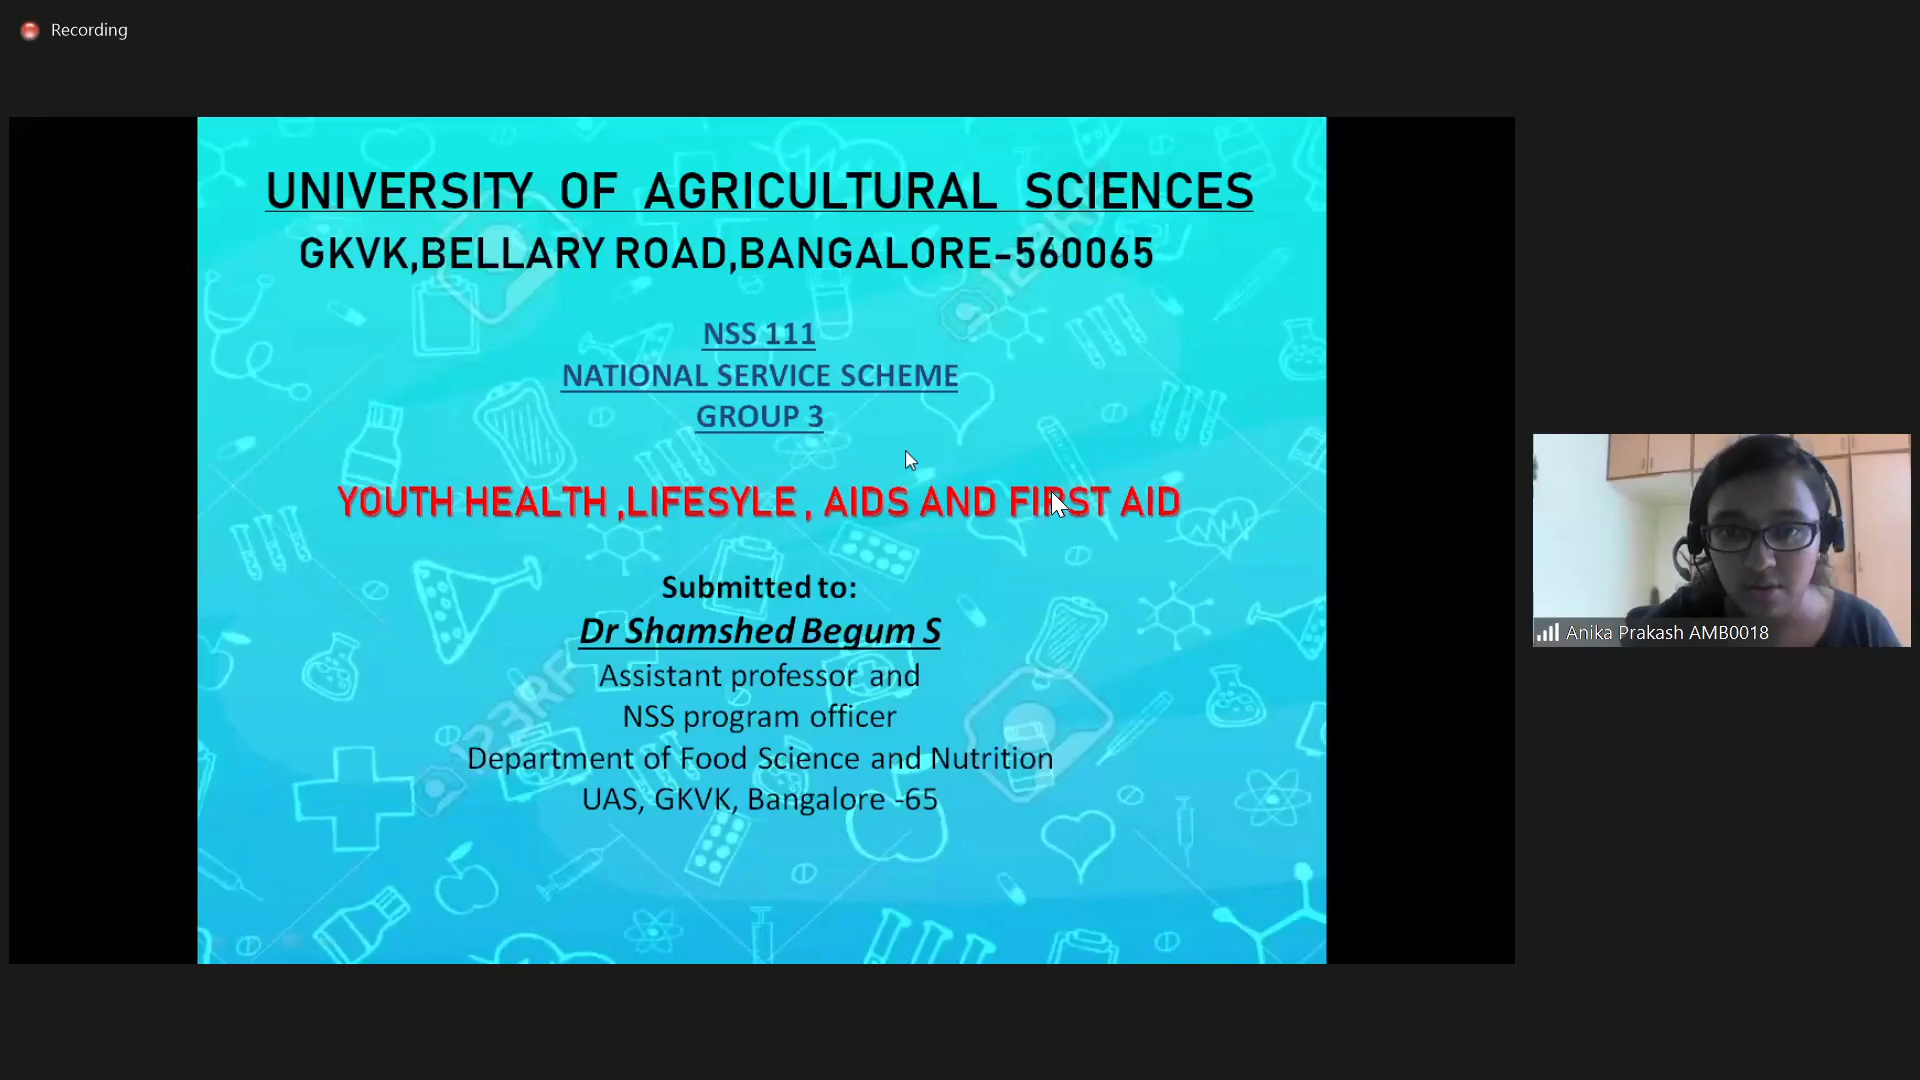 Recording
UNIVERSITY OF AGRICULTURAL SCIENCES
GKVK,BELLARY ROAD,BANGALORE-560065
NSS 111
NATIONAL SERVICE SCHEME
GROUP 3
YOUTH HEALTH ,LIFESYLE , AIDS AND FIRST AID
Submitted to:
Dr Shamshed Begum S
Assistant professor and
NSS program officer
Department of Food Science and Nutrition
UAS, GKVK, Bangalore -65
Anika Prakash AMB0018
123RF
123RF